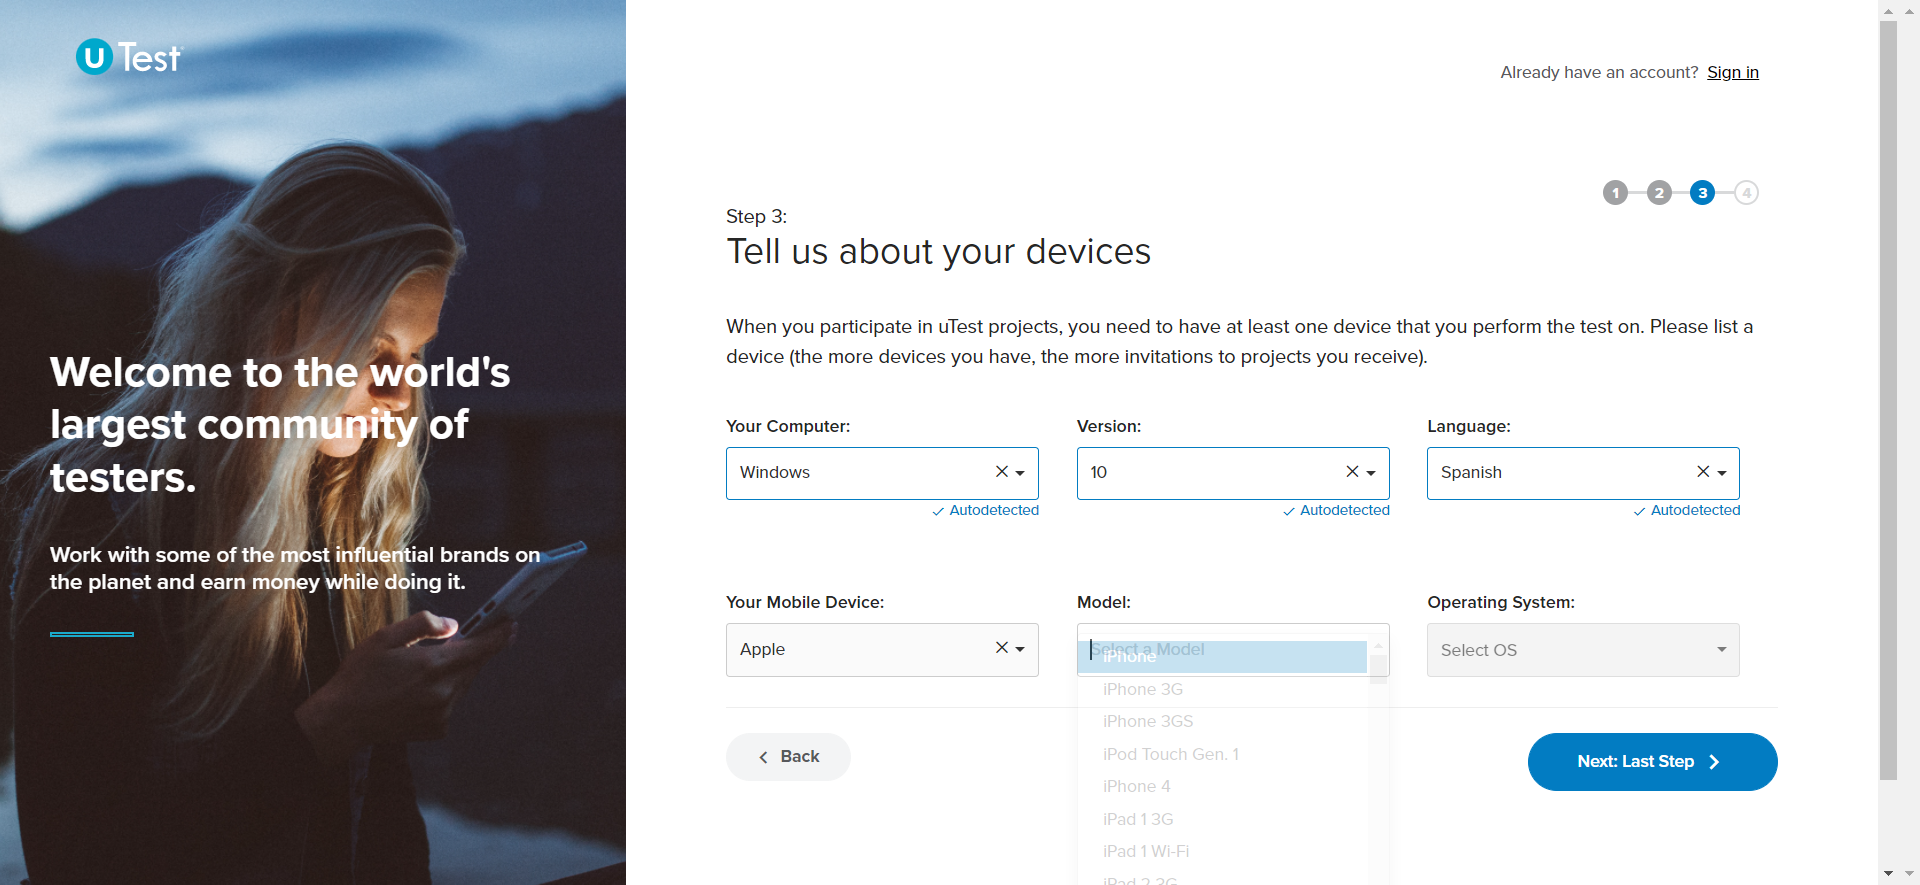 U Test
Already have an account? Sign in
1 2 3 4
Step 3:
Tell us about your devices
When you participate in uTest projects, you need to have at least one device that you perform the test on. Please list a
device (the more devices you have, the more invitations to projects you receive).
Welcome to the world's
largest community of
testers.
Work with some of the most influential brands on
the planet and earn money while doing it.
Your Computer: Version: Language:
Windows 10 Spanish
Autodetected Autodetected Autodetected
Your Mobile Device: Model: Operating System:
Apple Select a Model Select OS
iPhone
iPhone 3G
iPhone 3GS
iPod Touch Gen. 1
iPhone 4
iPad 1 3G
iPad 1 Wi-Fi
iPad 2 3G
Back Next: Last Step